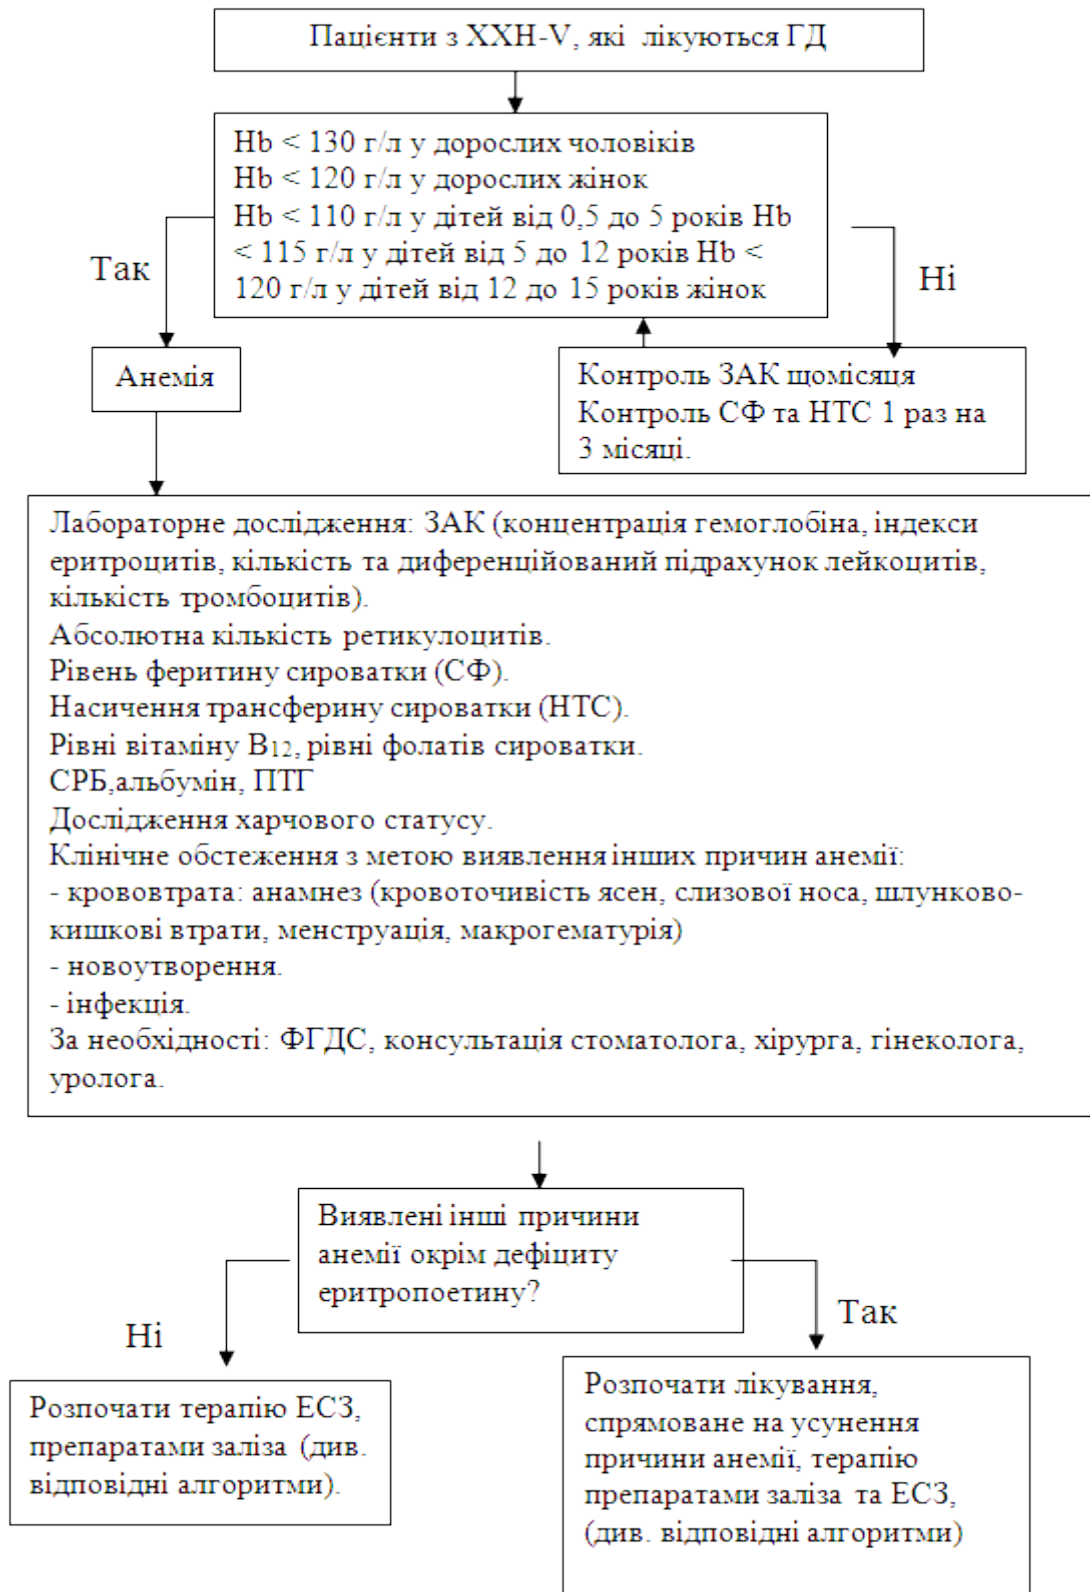 Пацієнти з ХХН-V, які лікуються ГД
Hb < 130 г/л у дорослих чоловіків
Hb < 120 г/л у дорослих жінок
Hb < 110 г/л у дітей від 0,5 до 5 років Hb
< 115 г/л у дітей від 5 до 12 років Hb <
120 г/л у дітей від 12 до 15 років жінок
Так
Ні
Анемія
Контроль ЗАК щомісяця
Контроль СФ та НТС 1 раз на
3 місяці.
Лабораторне дослідження: ЗАК (концентрація гемоглобіна, індекси
еритроцитів, кількість та диференційований підрахунок лейкоцитів,
кількість тромбоцитів).
Абсолютна кількість ретикулоцитів.
Рівень феритину сироватки (СФ).
Насичення трансферину сироватки (НТС).
Рівні вітаміну В12, рівні фолатів сироватки.
СРБ,альбумін, ПТГ
Дослідження харчового статусу.
Клінічне обстеження з метою виявлення інших причин анемії:
- крововтрата: анамнез (кровоточивість ясен, слизової носа, шлунково-
кишкові втрати, менструація, макрогематурія)
- новоутворення.
- інфекція.
За необхідності: ФГДС, консультація стоматолога, хірурга, гінеколога,
уролога.
Виявлені інші причини
анемії окрім дефіциту
еритропоетину?
Ні
Так
Розпочати терапію ЕСЗ,
препаратами заліза (див.
відповідні алгоритми).
Розпочати лікування,
спрямоване на усунення
причини анемії, терапію
препаратами заліза та ЕСЗ,
(див. відповідні алгоритми)